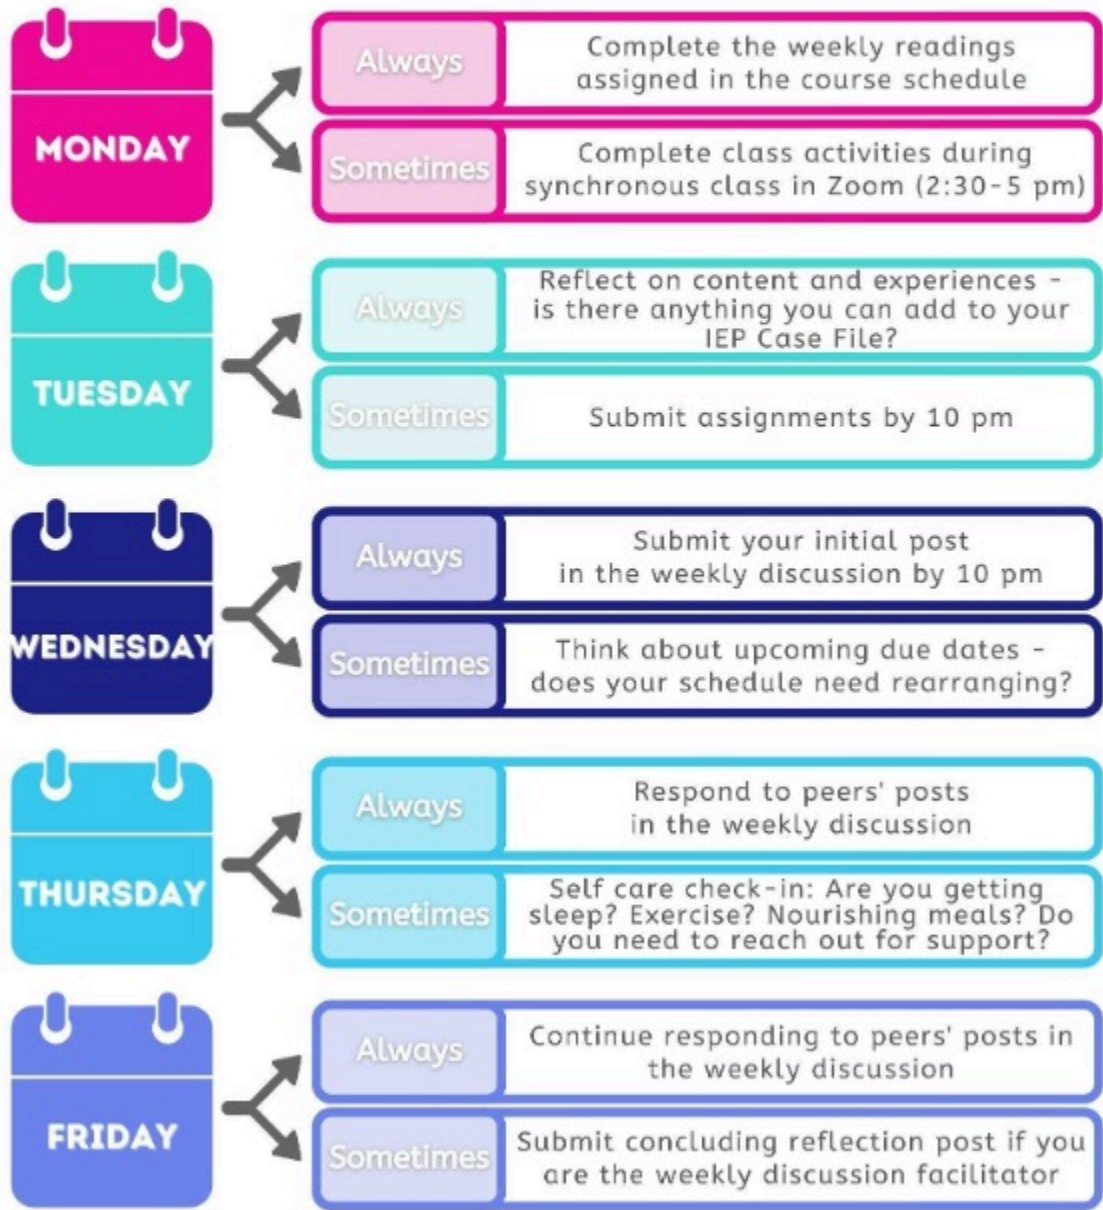 MONDAY
Always
Complete the weekly readings
assigned in the course schedule
Sometimes
Complete class activities during
synchronous class in Zoom (2:30-5 pm)
TUESDAY
Always
Reflect on content and experiences -
is there anything you can add to your
IEP Case File?
Sometimes
Submit assignments by 10 pm
WEDNESDAY
Always
Submit your initial post
in the weekly discussion by 10 pm
Sometimes
Think about upcoming due dates -
does your schedule need rearranging?
THURSDAY
Always
Respond to peers' posts
in the weekly discussion
Sometimes
Self care check-in: Are you getting
sleep? Exercise? Nourishing meals? Do
you need to reach out for support?
FRIDAY
Always
Continue responding to peers' posts in
the weekly discussion
Sometimes
Submit concluding reflection post if you
are the weekly discussion facilitator